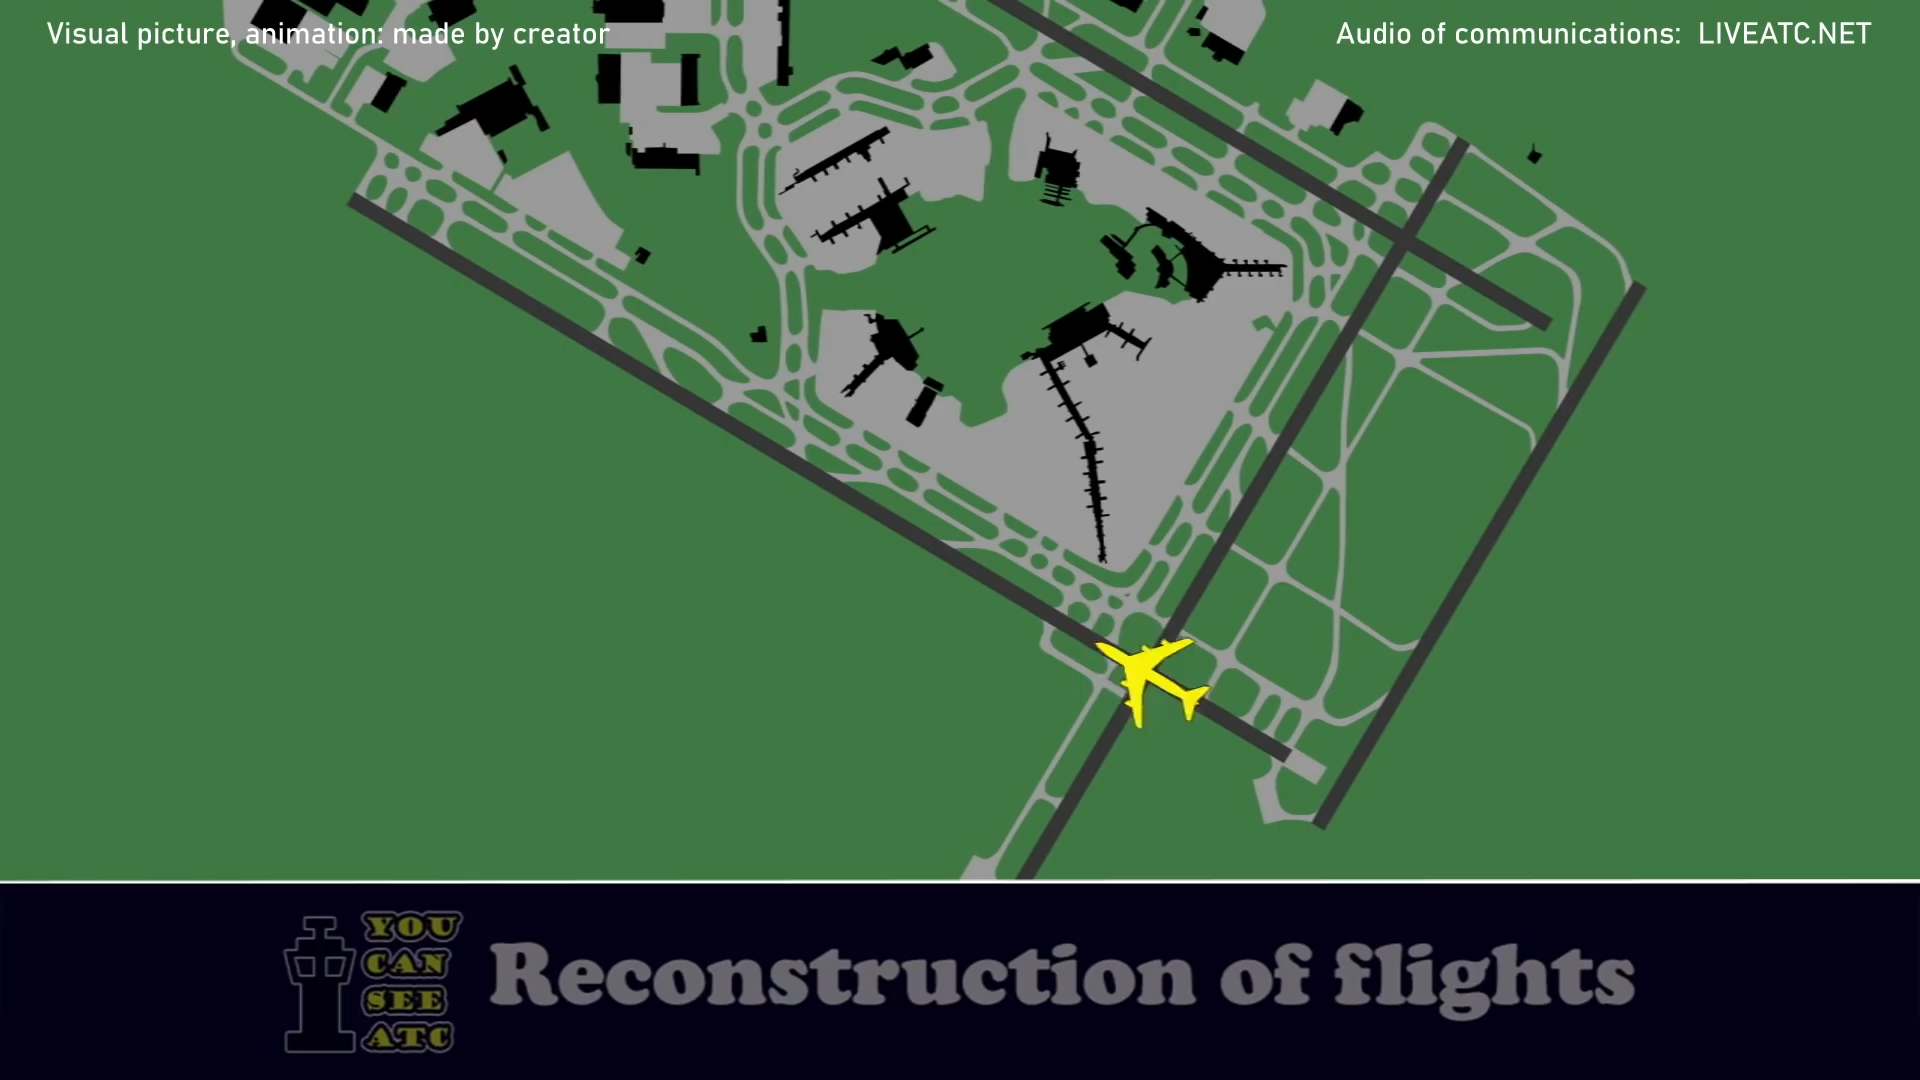 Visual picture, animation: made by creator
Audio of communications: LIVEATC.NET
YOU
CAN
SEE
ATC
Reconstruction of flights